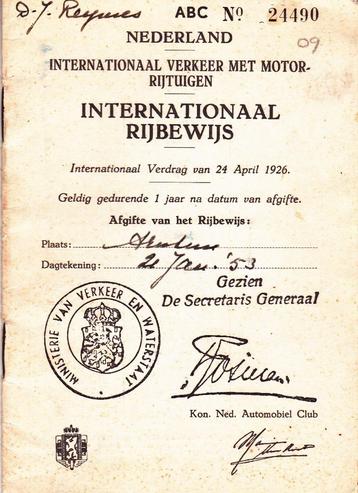 D. J. Reymes
ABC No 24490
09
NEDERLAND
INTERNATIONAAL VERKEER MET MOTOR-
RIJTUIGEN
INTERNATIONAAL
RIJBEWIJS
Internationaal Verdrag van 24 April 1926.
Geldig gedurende 1 jaar na datum van afgifte.
Afgifte van het Rijbewijs:
Plaats: Arnhem
Dagtekening: 21 Jan. '53
Gezien
De Secretaris Generaal
MINISTERIE VAN VERKEER EN WATERSTAAT
Kon. Ned. Automobiel Club